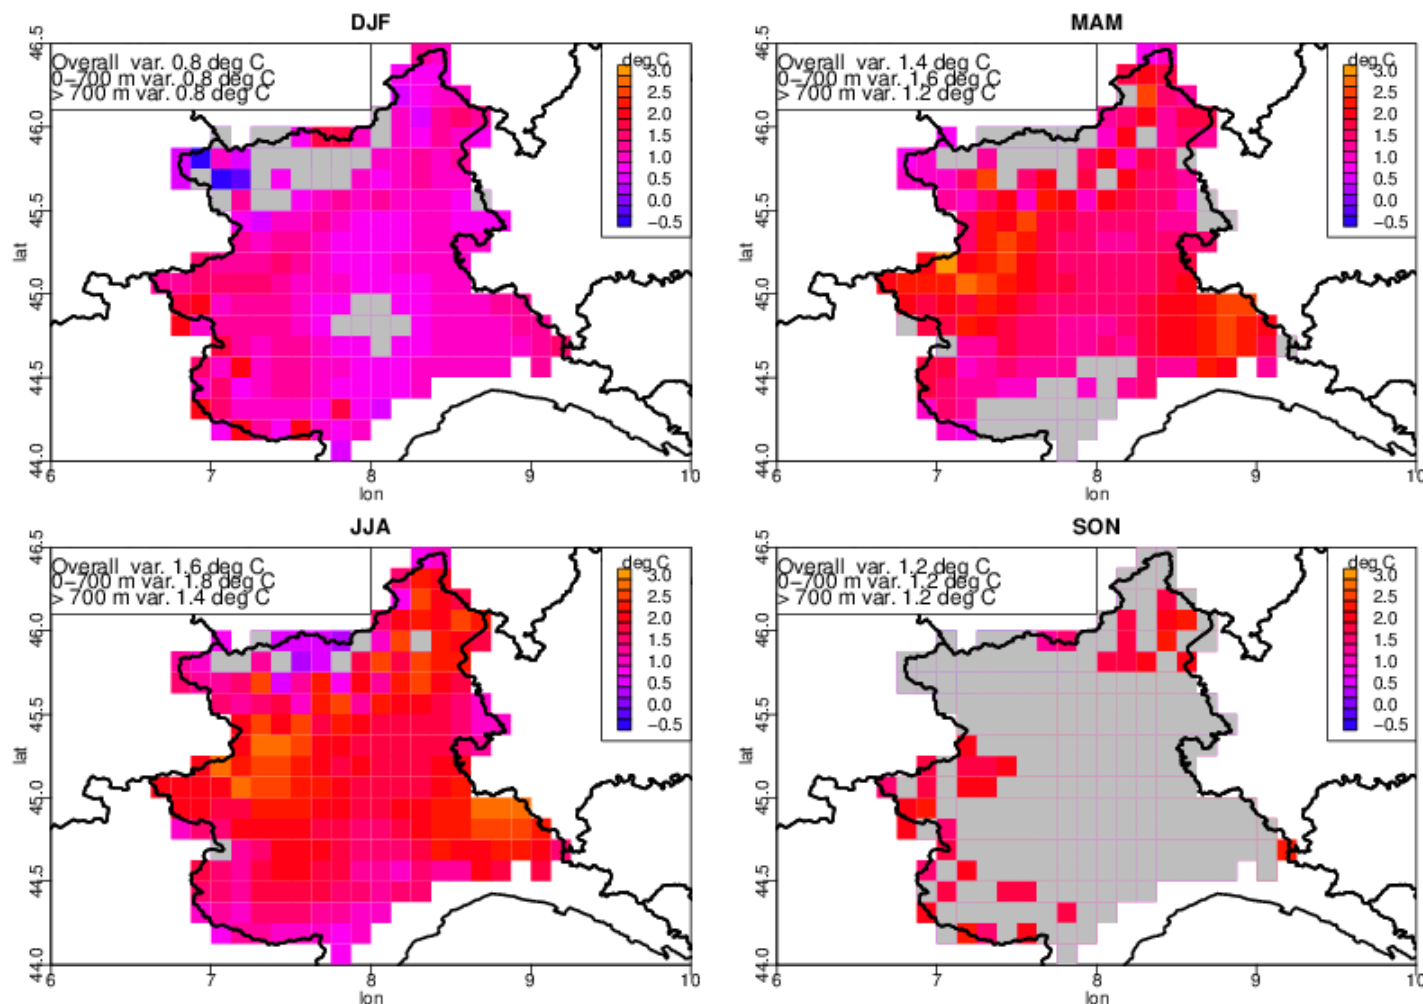 DJF
Overall var. 0.8 deg C
0−700 m var. 0.8 deg C
> 700 m var. 0.8 deg C
deg C
3.0
2.5
2.0
1.5
1.0
0.5
0.0
−0.5
46.5
46.0
45.5
45.0
44.5
44.0
lat
6 7 8 9 10
lon
MAM
Overall var. 1.4 deg C
0−700 m var. 1.6 deg C
> 700 m var. 1.2 deg C
deg C
3.0
2.5
2.0
1.5
1.0
0.5
0.0
−0.5
46.5
46.0
45.5
45.0
44.5
44.0
lat
6 7 8 9 10
lon
JJA
Overall var. 1.6 deg C
0−700 m var. 1.8 deg C
> 700 m var. 1.4 deg C
deg C
3.0
2.5
2.0
1.5
1.0
0.5
0.0
−0.5
46.5
46.0
45.5
45.0
44.5
44.0
lat
6 7 8 9 10
lon
SON
Overall var. 1.2 deg C
0−700 m var. 1.2 deg C
> 700 m var. 1.2 deg C
deg C
3.0
2.5
2.0
1.5
1.0
0.5
0.0
−0.5
46.5
46.0
45.5
45.0
44.5
44.0
lat
6 7 8 9 10
lon